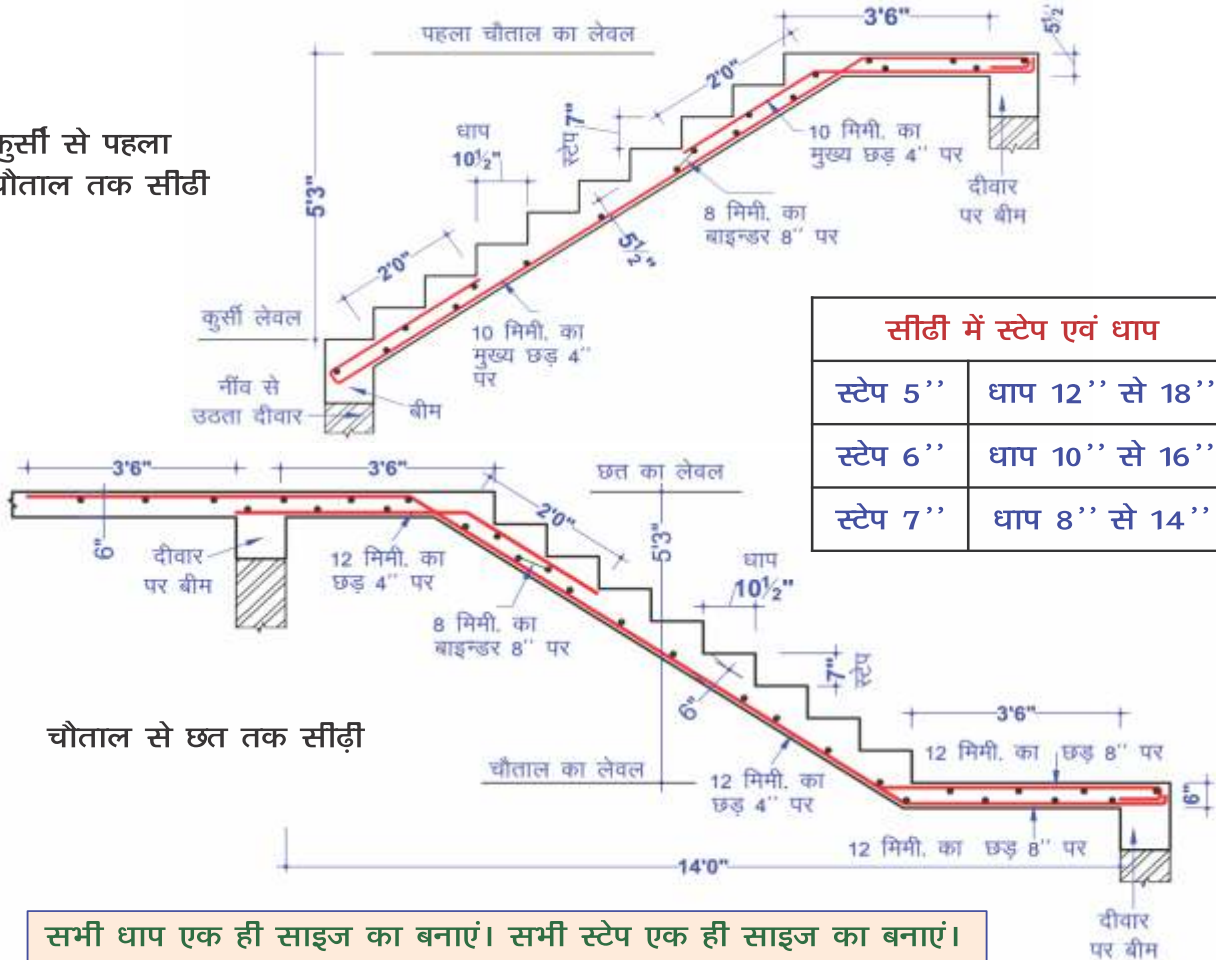 3'6"
5½"
पहला चौताल का लेवल
2'0"
कुर्सी से पहला
चौताल तक सीढी
धाप
10½"
स्टेप 7"
10 मिमी. का
मुख्य छड़ 4'' पर
दीवार
पर बीम
5'3"
8 मिमी. का
बाइन्डर 8'' पर
5½"
2'0"
कुर्सी लेवल
10 मिमी. का
मुख्य छड़ 4''
पर
नींव से
उठता दीवार
बीम
सीढी में स्टेप एवं धाप
स्टेप 5'' धाप 12'' से 18''
स्टेप 6'' धाप 10'' से 16''
स्टेप 7'' धाप 8'' से 14''
3'6"
3'6"
छत का लेवल
2'0"
6"
दीवार
पर बीम
12 मिमी. का
छड़ 4'' पर
5'3"
धाप
10½"
8 मिमी. का
बाइन्डर 8'' पर
7"
स्टेप
6"
चौताल से छत तक सीढ़ी
3'6"
12 मिमी. का छड़ 8'' पर
चौताल का लेवल
12 मिमी. का
छड़ 4'' पर
6"
12 मिमी. का छड़ 8'' पर
14'0"
दीवार
पर बीम
सभी धाप एक ही साइज का बनाएं। सभी स्टेप एक ही साइज का बनाएं।